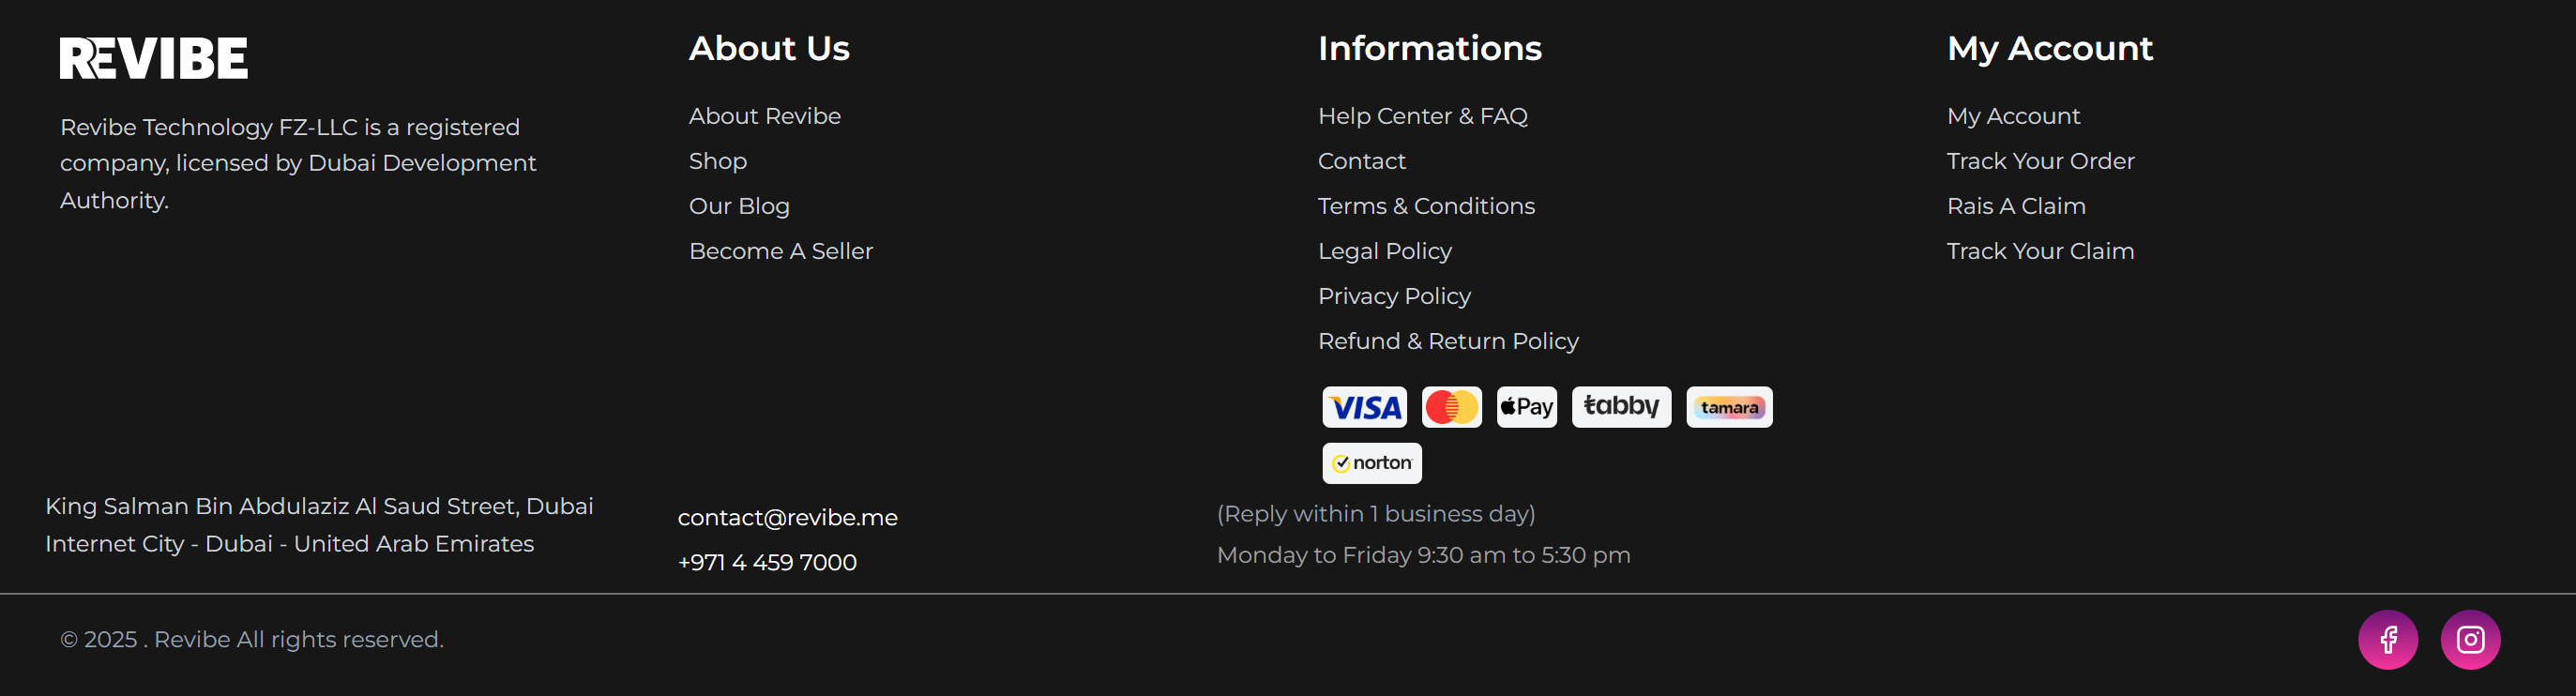 REVIBE
Revibe Technology FZ-LLC is a registered
company, licensed by Dubai Development
Authority.
About Us
About Revibe
Shop
Our Blog
Become A Seller
Informations
Help Center & FAQ
Contact
Terms & Conditions
Legal Policy
Privacy Policy
Refund & Return Policy
VISA
Pay
tabby
tamara
norton
My Account
My Account
Track Your Order
Rais A Claim
Track Your Claim
King Salman Bin Abdulaziz Al Saud Street, Dubai
Internet City - Dubai - United Arab Emirates
contact@revibe.me
+971 4 459 7000
(Reply within 1 business day)
Monday to Friday 9:30 am to 5:30 pm
© 2025 . Revibe All rights reserved.